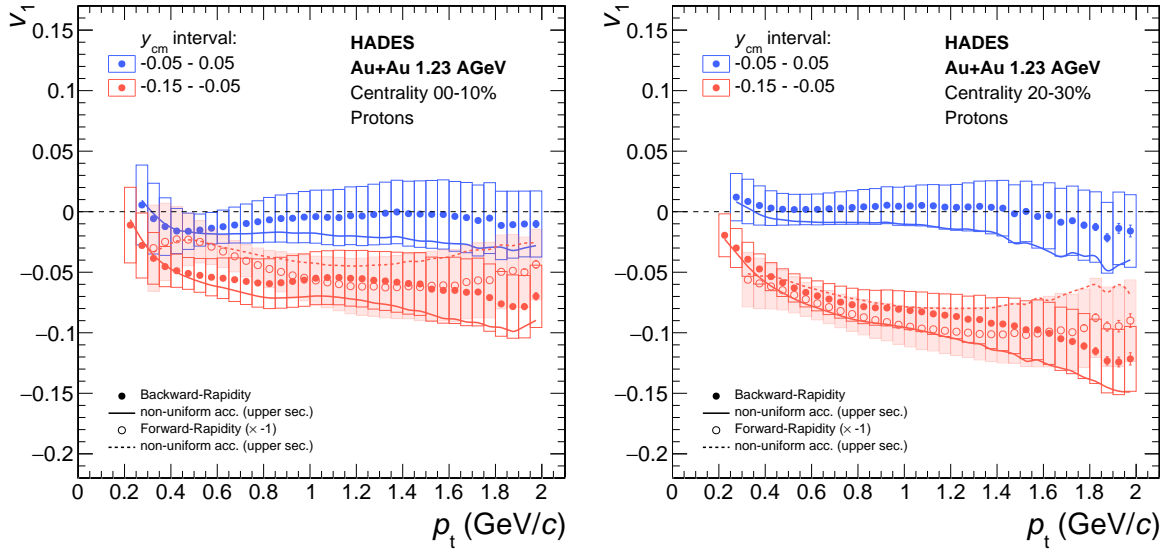 v₁
0.15
0.1
0.05
0
−0.05
−0.1
−0.15
−0.2
y_cm interval:
-0.05 - 0.05
-0.15 - -0.05
HADES
Au+Au 1.23 AGeV
Centrality 00-10%
Protons
Backward-Rapidity
non-uniform acc. (upper sec.)
Forward-Rapidity (× -1)
non-uniform acc. (upper sec.)
0 0.2 0.4 0.6 0.8 1 1.2 1.4 1.6 1.8 2
p_t (GeV/c)
v₁
0.15
0.1
0.05
0
−0.05
−0.1
−0.15
−0.2
y_cm interval:
-0.05 - 0.05
-0.15 - -0.05
HADES
Au+Au 1.23 AGeV
Centrality 20-30%
Protons
Backward-Rapidity
non-uniform acc. (upper sec.)
Forward-Rapidity (× -1)
non-uniform acc. (upper sec.)
0 0.2 0.4 0.6 0.8 1 1.2 1.4 1.6 1.8 2
p_t (GeV/c)